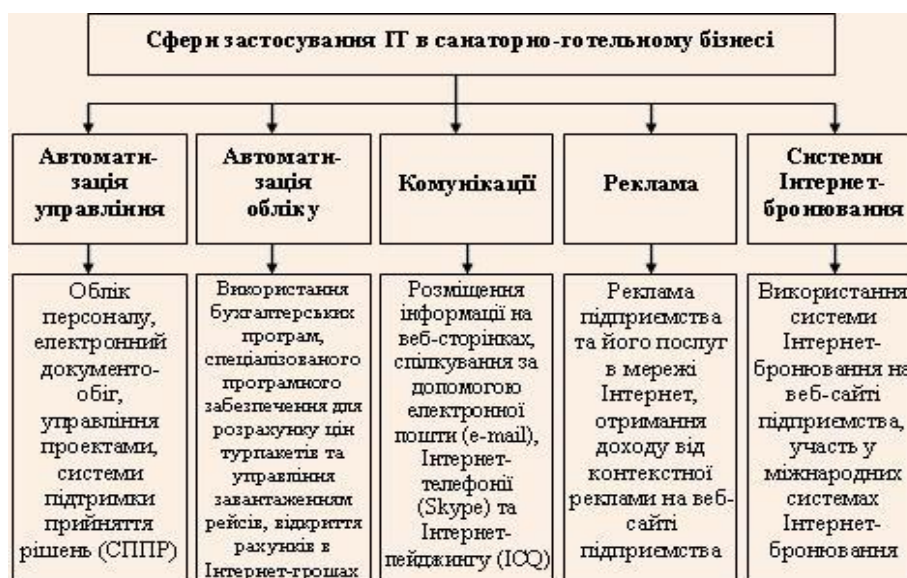 Сфери застосування ІТ в санаторно-готельному бізнесі
Автомати-
зація
управління
Автомати-
зація
обліку
Комунікації
Реклама
Системи
Інтернет-
бронювання
Облік
персоналу,
електронний
документо-
обіг,
управління
проектами,
системи
підтримки
прийняття
рішень (СППР)
Використання
бухгалтерських
програм,
спеціалізованого
програмного
забезпечення для
розрахунку цін
турпакетів та
управління
завантаженням
рейсів, відкриття
рахунків в
Інтернет-грошах
Розміщення
інформації на
веб-сторінках,
спілкування за
допомогою
електронної
пошти (e-mail),
Інтернет-
телефонії
(Skype) та
Інтернет-
пейджингу (ICQ)
Реклама
підприємства
та його послуг
в мережі
Інтернет,
отримання
доходу від
контекстної
реклами на веб-
сайті
підприємства
Використання
системи
Інтернет-
бронювання на
веб-сайті
підприємства,
участь у
міжнародних
системах
Інтернет-
бронювання